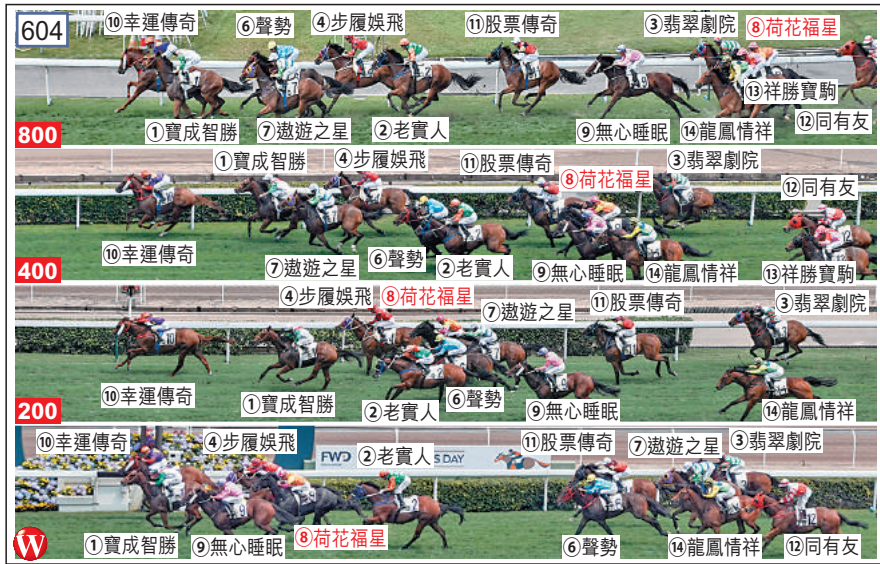 604
⑩幸運傳奇 ⑥聲勢 ④步履娛飛 ⑪股票傳奇 ③翡翠劇院 ⑧荷花福星
⑬祥勝寶駒
800 ①寶成智勝 ⑦遨遊之星 ②老實人 ⑨無心睡眠 ⑭龍鳳情祥 ⑫同有友
①寶成智勝 ④步履娛飛 ⑪股票傳奇 ⑧荷花福星 ③翡翠劇院 ⑫同有友
400 ⑩幸運傳奇 ⑦遨遊之星 ⑥聲勢 ②老實人 ⑨無心睡眠 ⑭龍鳳情祥 ⑬祥勝寶駒
④步履娛飛 ⑧荷花福星 ⑦遨遊之星 ⑪股票傳奇 ③翡翠劇院
200 ⑩幸運傳奇 ①寶成智勝 ②老實人 ⑥聲勢 ⑨無心睡眠 ⑭龍鳳情祥
⑩幸運傳奇 ④步履娛飛 ②老實人 ⑪股票傳奇 ⑦遨遊之星 ③翡翠劇院
FWD S DAY
W ①寶成智勝 ⑨無心睡眠 ⑧荷花福星 ⑥聲勢 ⑭龍鳳情祥 ⑫同有友